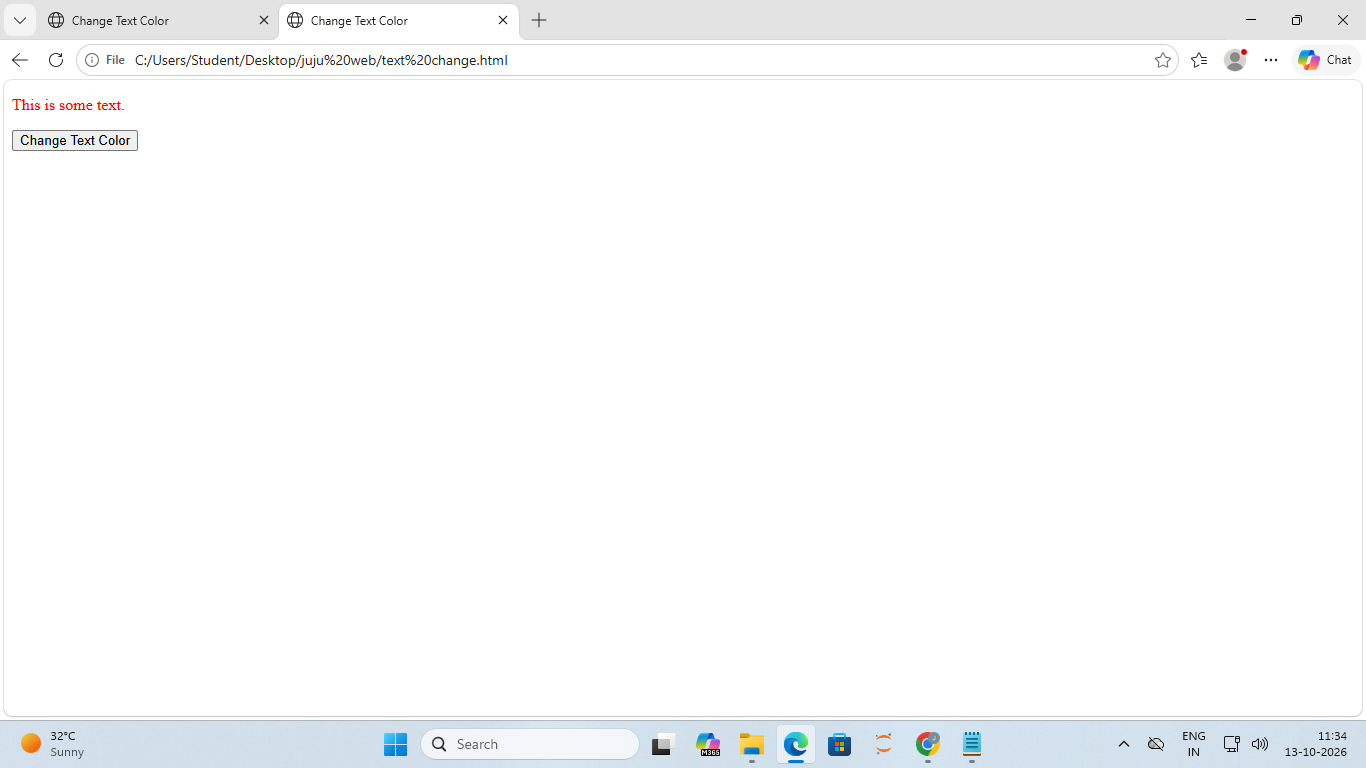 Change Text Color
Change Text Color
File C:/Users/Student/Desktop/juju%20web/text%20change.html
Chat
This is some text.
Change Text Color
32°C
Sunny
Search
M365
ENG
IN
11:34
13-10-2026